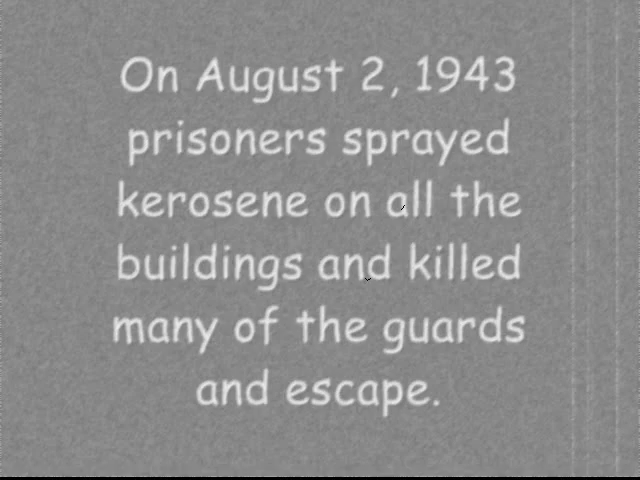 On August 2, 1943
prisoners sprayed
kerosene on all the
buildings and killed
many of the guards
and escape.